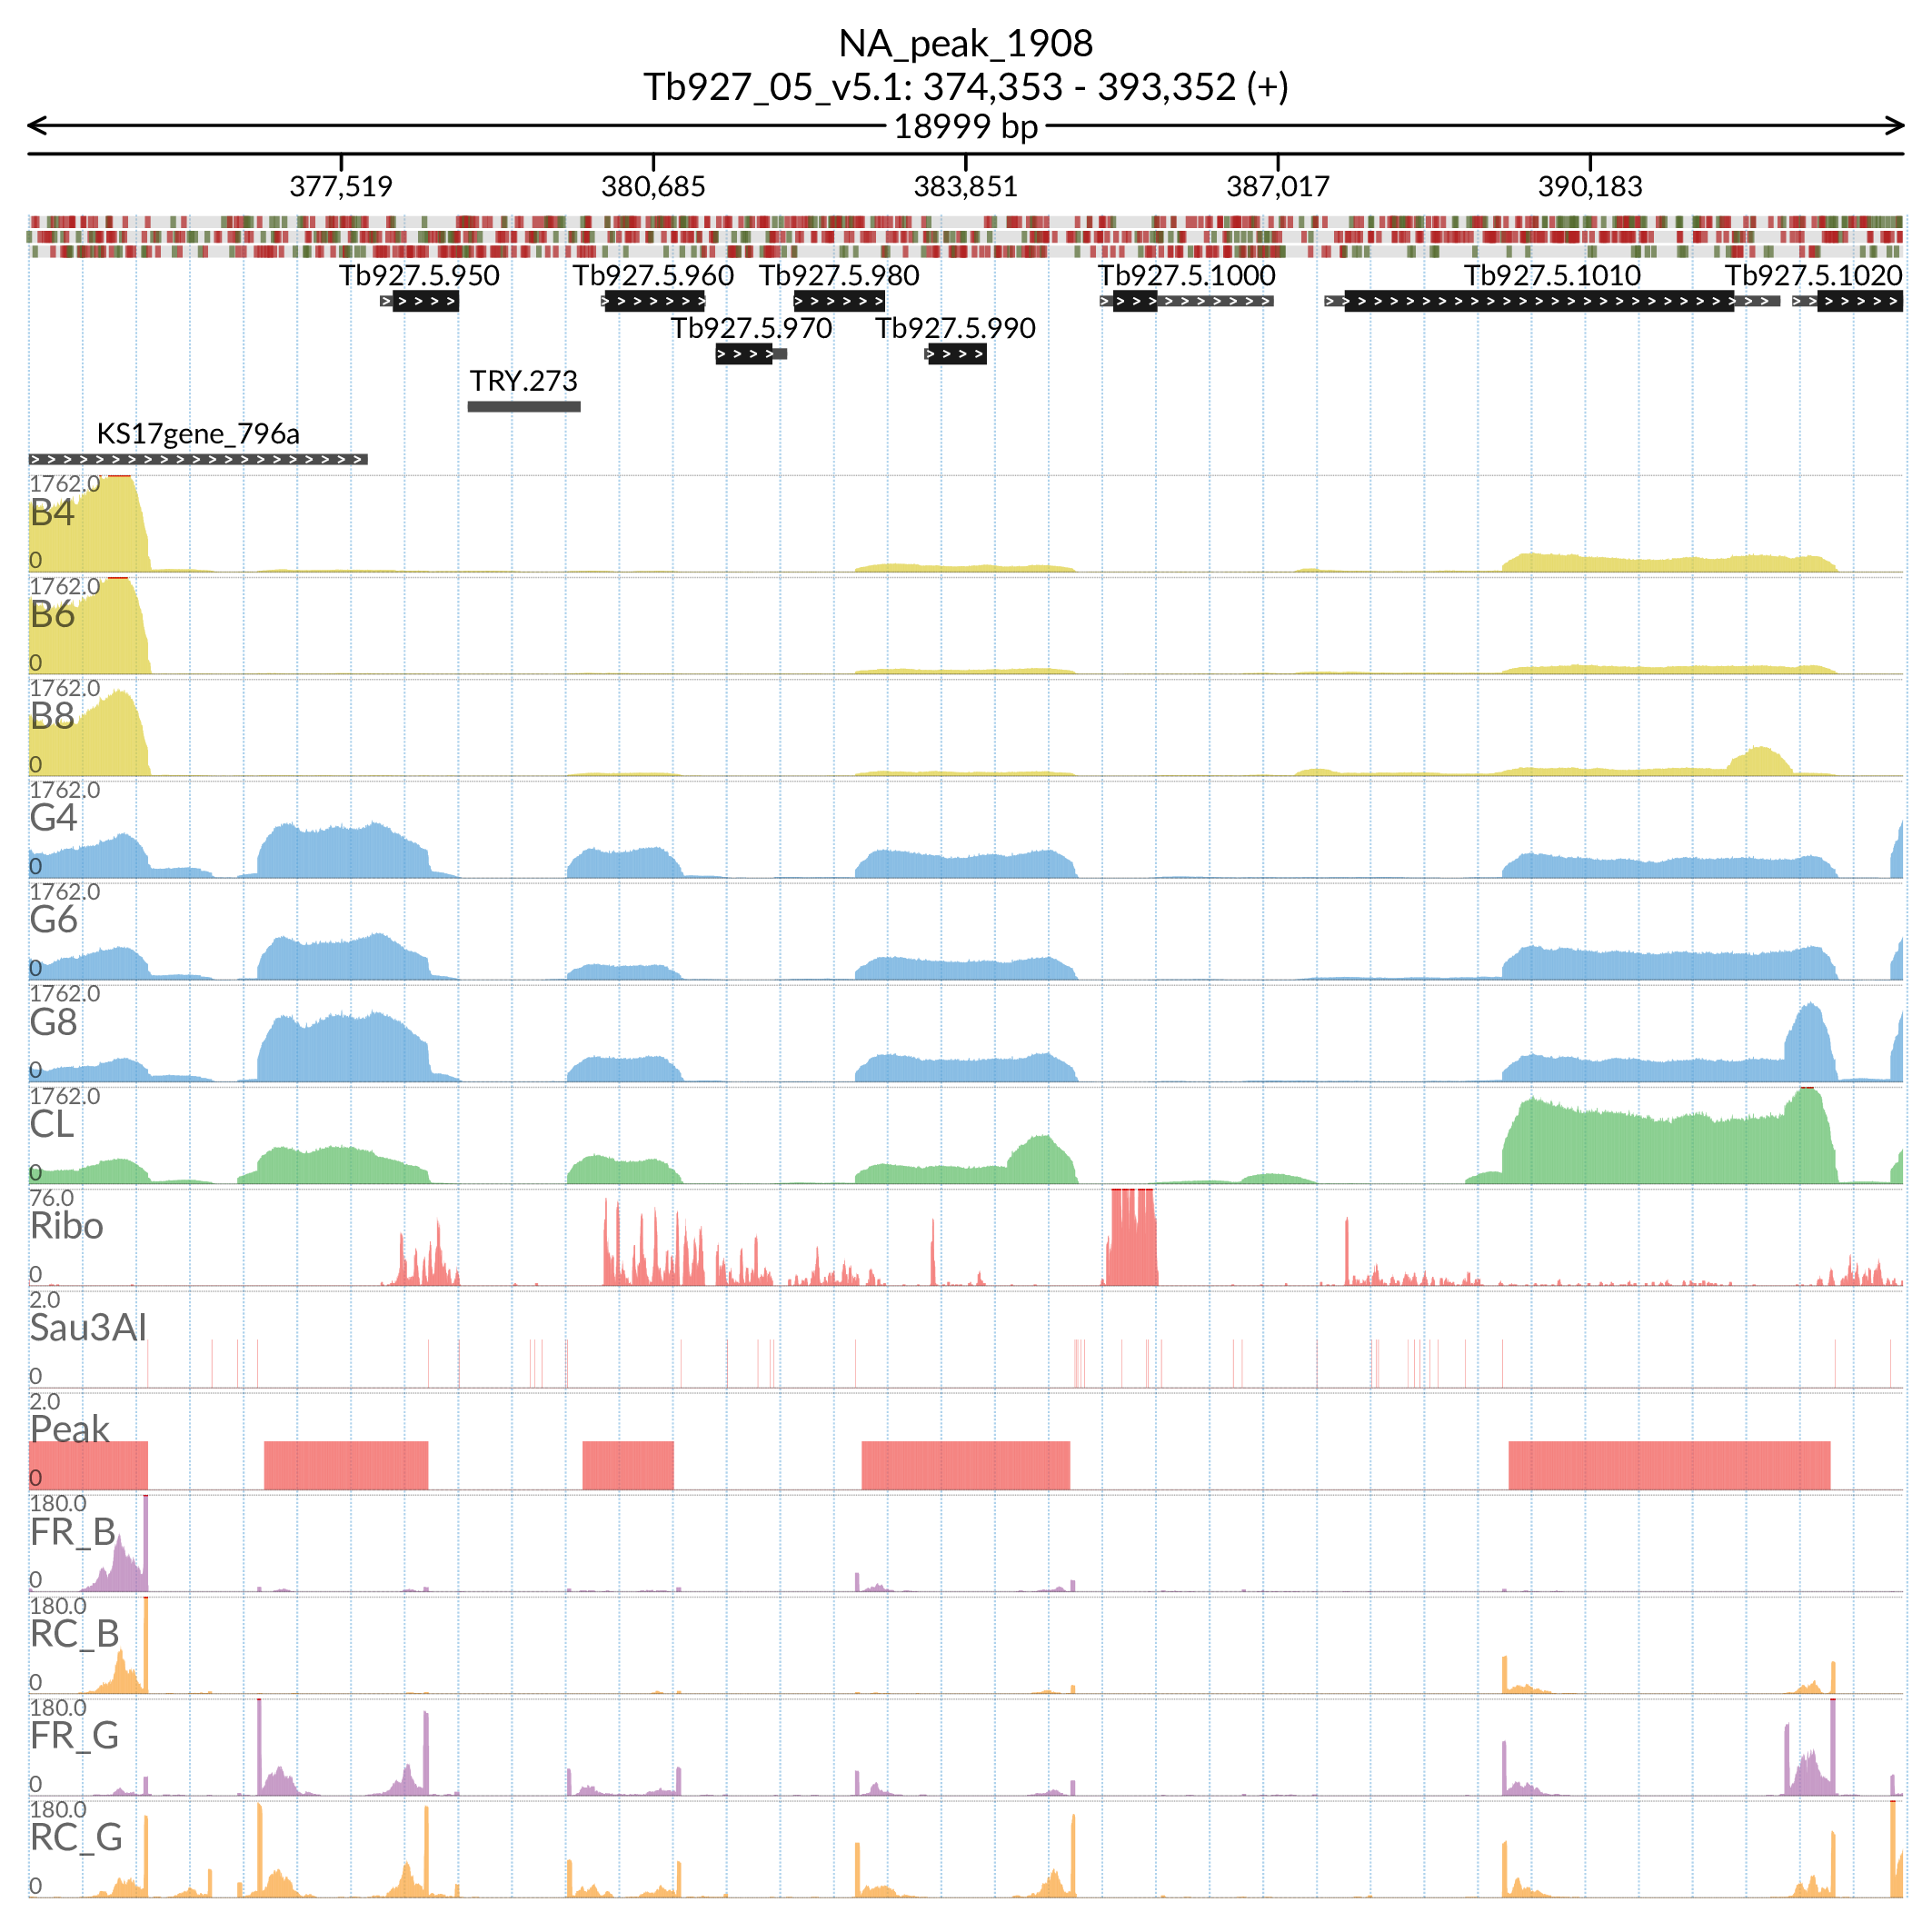 NA_peak_1908
Tb927_05_v5.1: 374,353 - 393,352 (+)
18999 bp
377,519 380,685 383,851 387,017 390,183
Tb927.5.950 Tb927.5.960 Tb927.5.980 Tb927.5.1000 Tb927.5.1010 Tb927.5.1020
Tb927.5.970 Tb927.5.990
TRY.273
KS17gene_796a
1762.0
B4
0
1762.0
B6
0
1762.0
B8
0
1762.0
G4
0
1762.0
G6
0
1762.0
G8
0
1762.0
CL
0
76.0
Ribo
0
2.0
Sau3AI
0
2.0
Peak
0
180.0
FR_B
0
180.0
RC_B
0
180.0
FR_G
0
180.0
RC_G
0